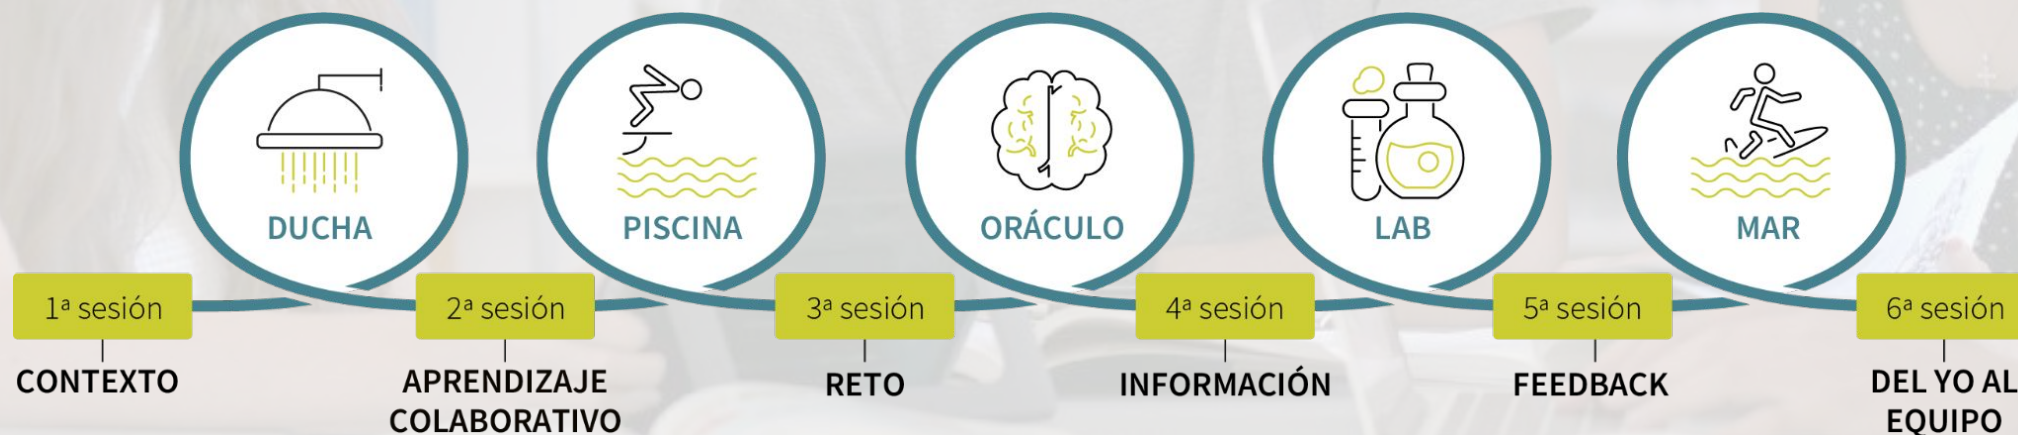 DUCHA
PISCINA
ORÁCULO
LAB
MAR
1ª sesión
2ª sesión
3ª sesión
4ª sesión
5ª sesión
6ª sesión
CONTEXTO
APRENDIZAJE
COLABORATIVO
RETO
INFORMACIÓN
FEEDBACK
DEL YO AL
EQUIPO